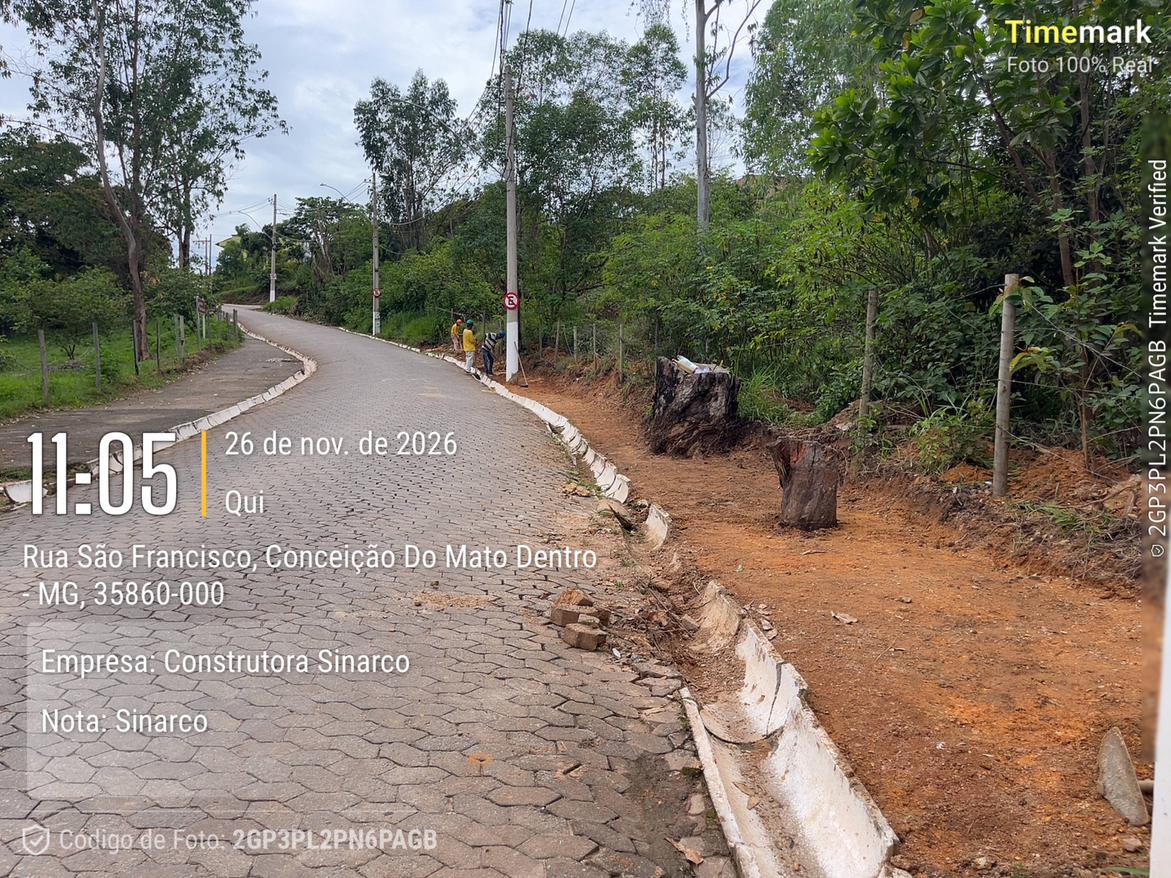 Timemark
Foto 100% Real
11:05
26 de nov. de 2026
Qui
Rua São Francisco, Conceição Do Mato Dentro
- MG, 35860-000
Empresa: Construtora Sinarco
Nota: Sinarco
Código de Foto: 2GP3PL2PN6PAGB
2GP3PL2PN6PAGB Timemark Verified